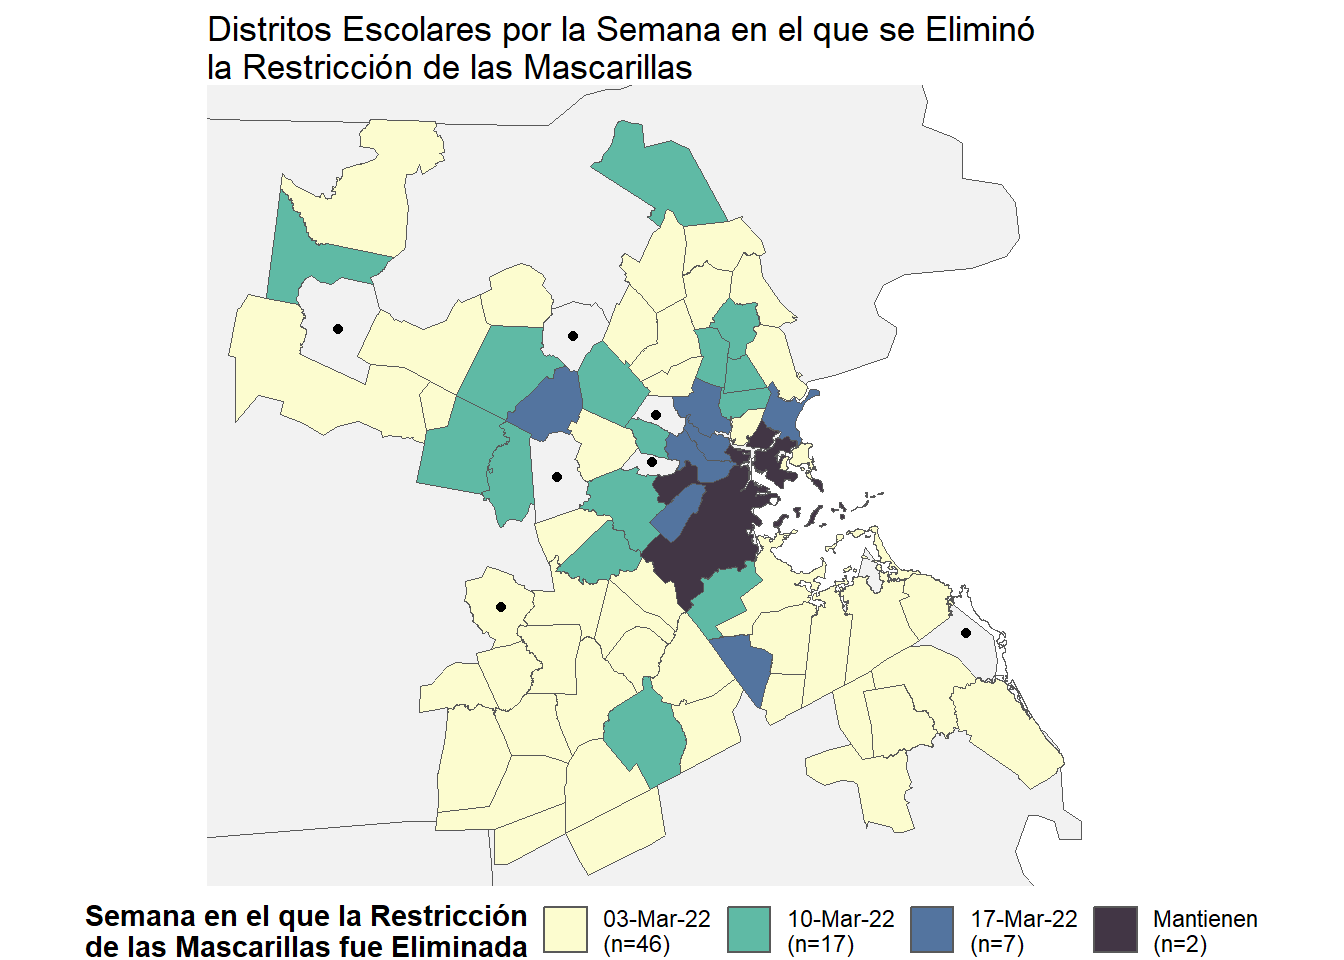 Distritos Escolares por la Semana en el que se Eliminó
la Restricción de las Mascarillas
Semana en el que la Restricción
de las Mascarillas fue Eliminada
03-Mar-22
(n=46)
10-Mar-22
(n=17)
17-Mar-22
(n=7)
Mantienen
(n=2)